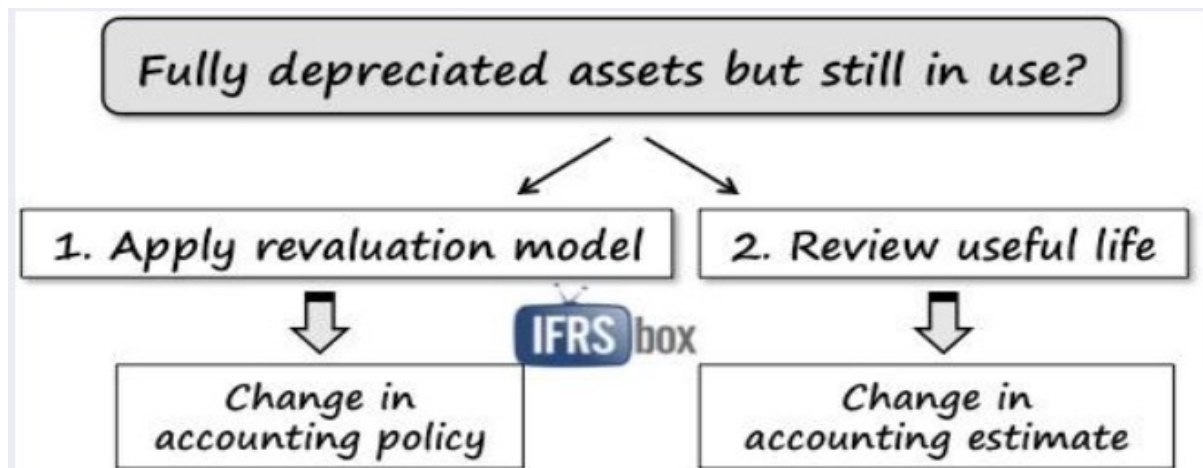 Fully depreciated assets but still in use?
1. Apply revaluation model
2. Review useful life
IFRS box
Change in
accounting policy
Change in
accounting estimate